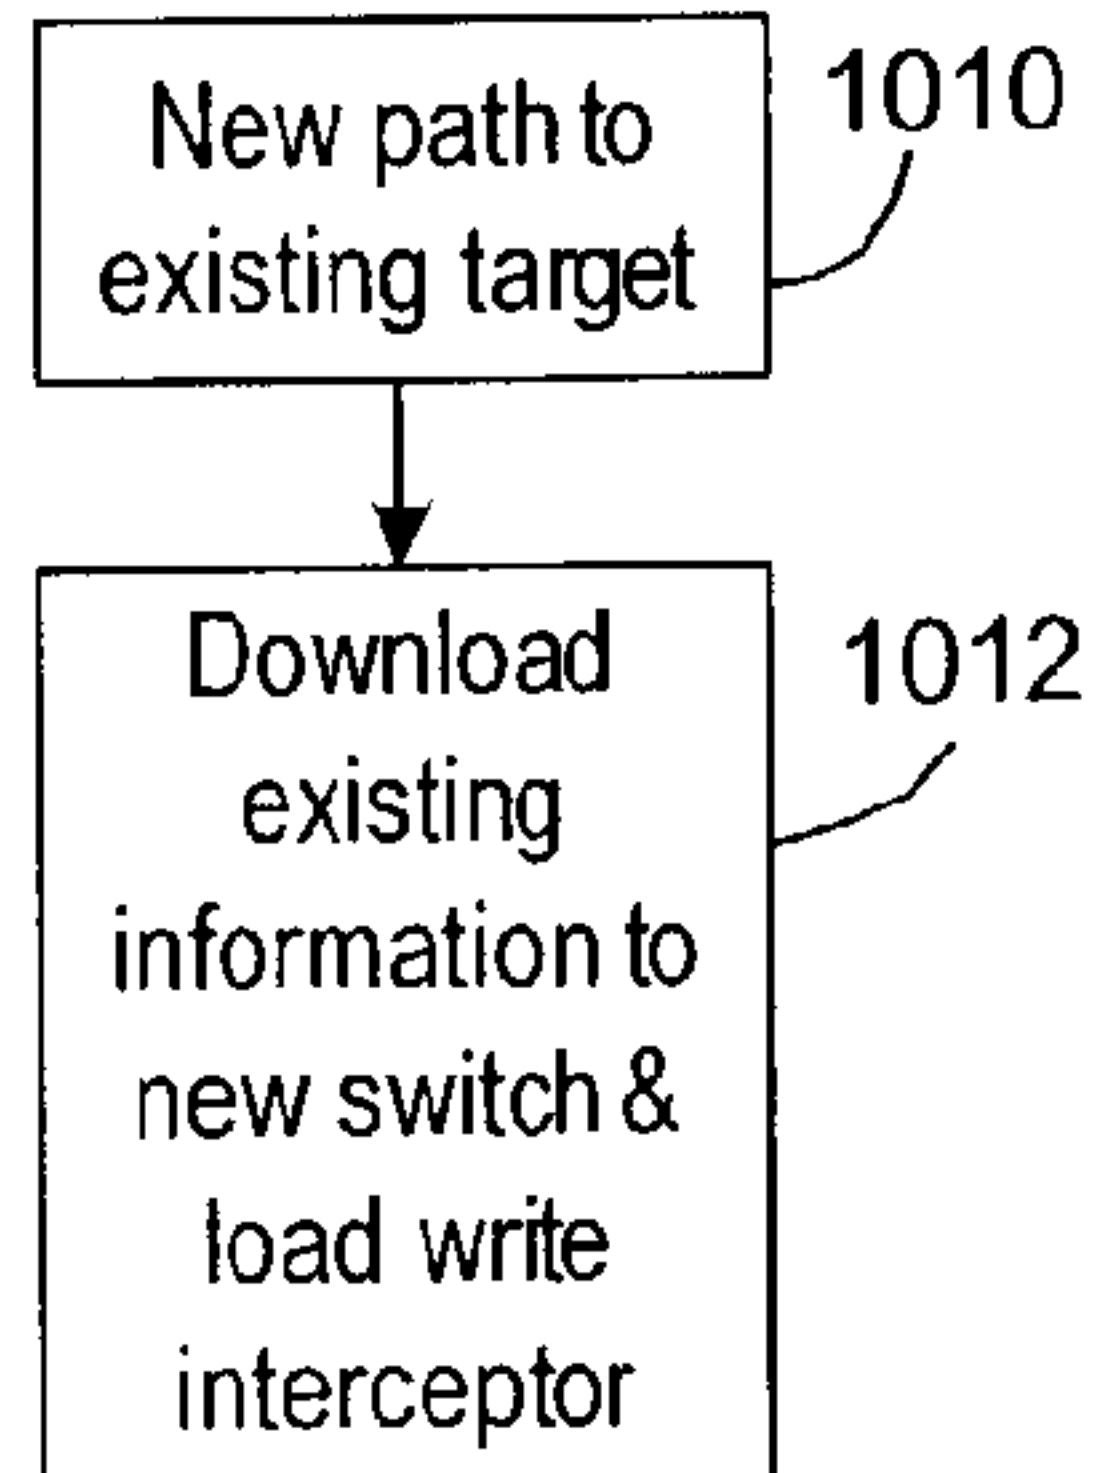 New path to
existing target
1010
Download
existing
information to
new switch &
load write
interceptor
1012